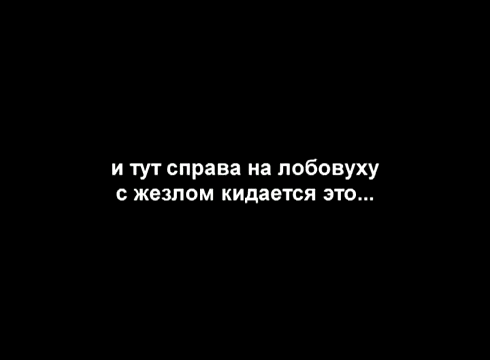 и тут справа на лобовуху
с жезлом кидается это...